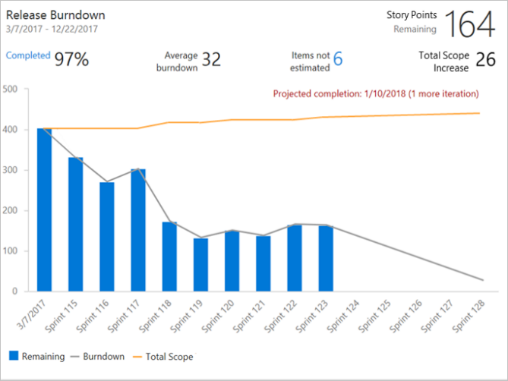 Release Burndown
3/7/2017 - 12/22/2017
Story Points
Remaining
164
Completed 97%
Average
burndown 32
Items not
estimated 6
Total Scope
Increase 26
Projected completion: 1/10/2018 (1 more iteration)
500
400
300
200
100
0
3/7/2017
Sprint 115
Sprint 116
Sprint 117
Sprint 118
Sprint 119
Sprint 120
Sprint 121
Sprint 122
Sprint 123
Sprint 124
Sprint 125
Sprint 126
Sprint 127
Sprint 128
Remaining
Burndown
Total Scope